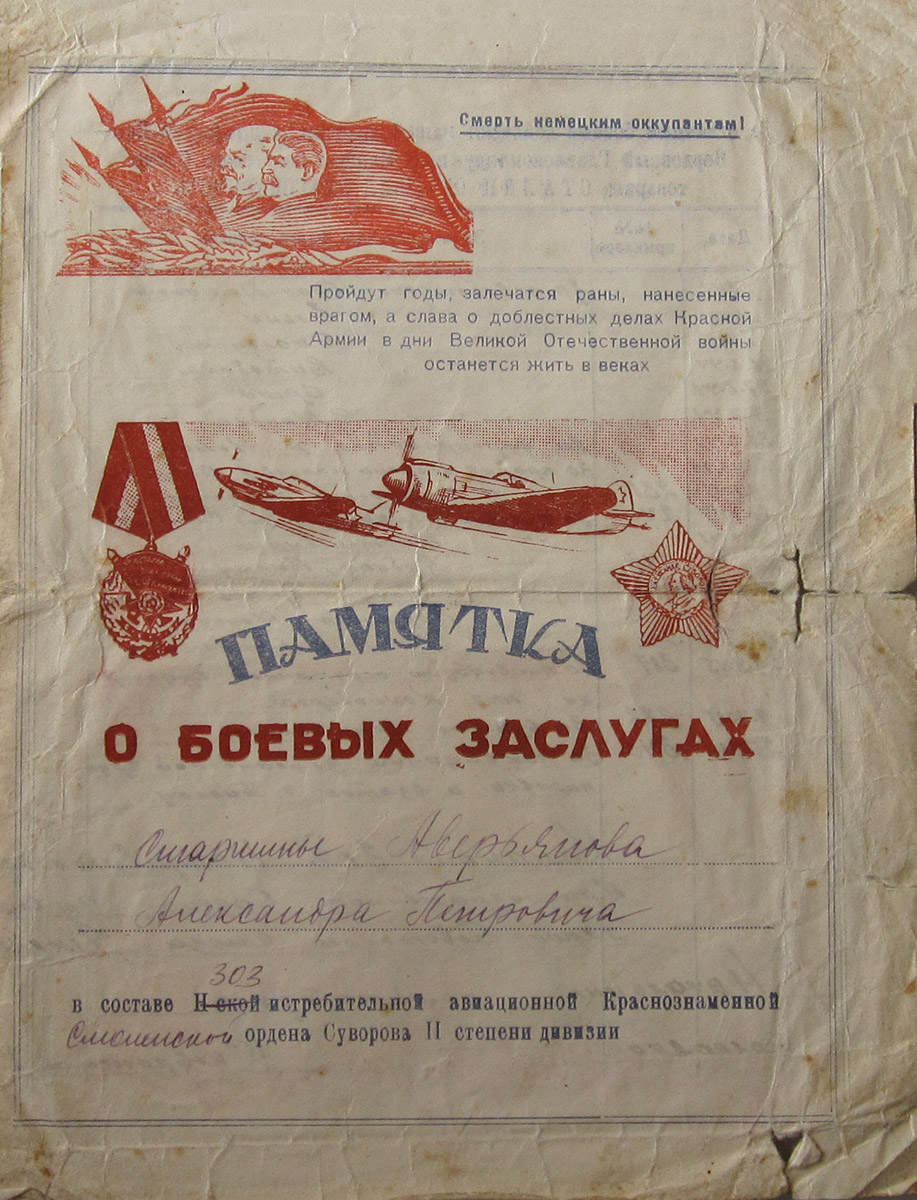 Смерть немецким оккупантам!
Пройдут годы, залечатся раны, нанесенные
врагом, а слава о доблестных делах Красной
Армии в дни Великой Отечественной войны
останется жить в веках
ПАМЯТКА
О БОЕВЫХ ЗАСЛУГАХ
Старшины Аверьянова
Александра Петровича
303
в составе Н-ской истребительной авиационной Краснознаменной
Смоленской ордена Суворова II степени дивизии